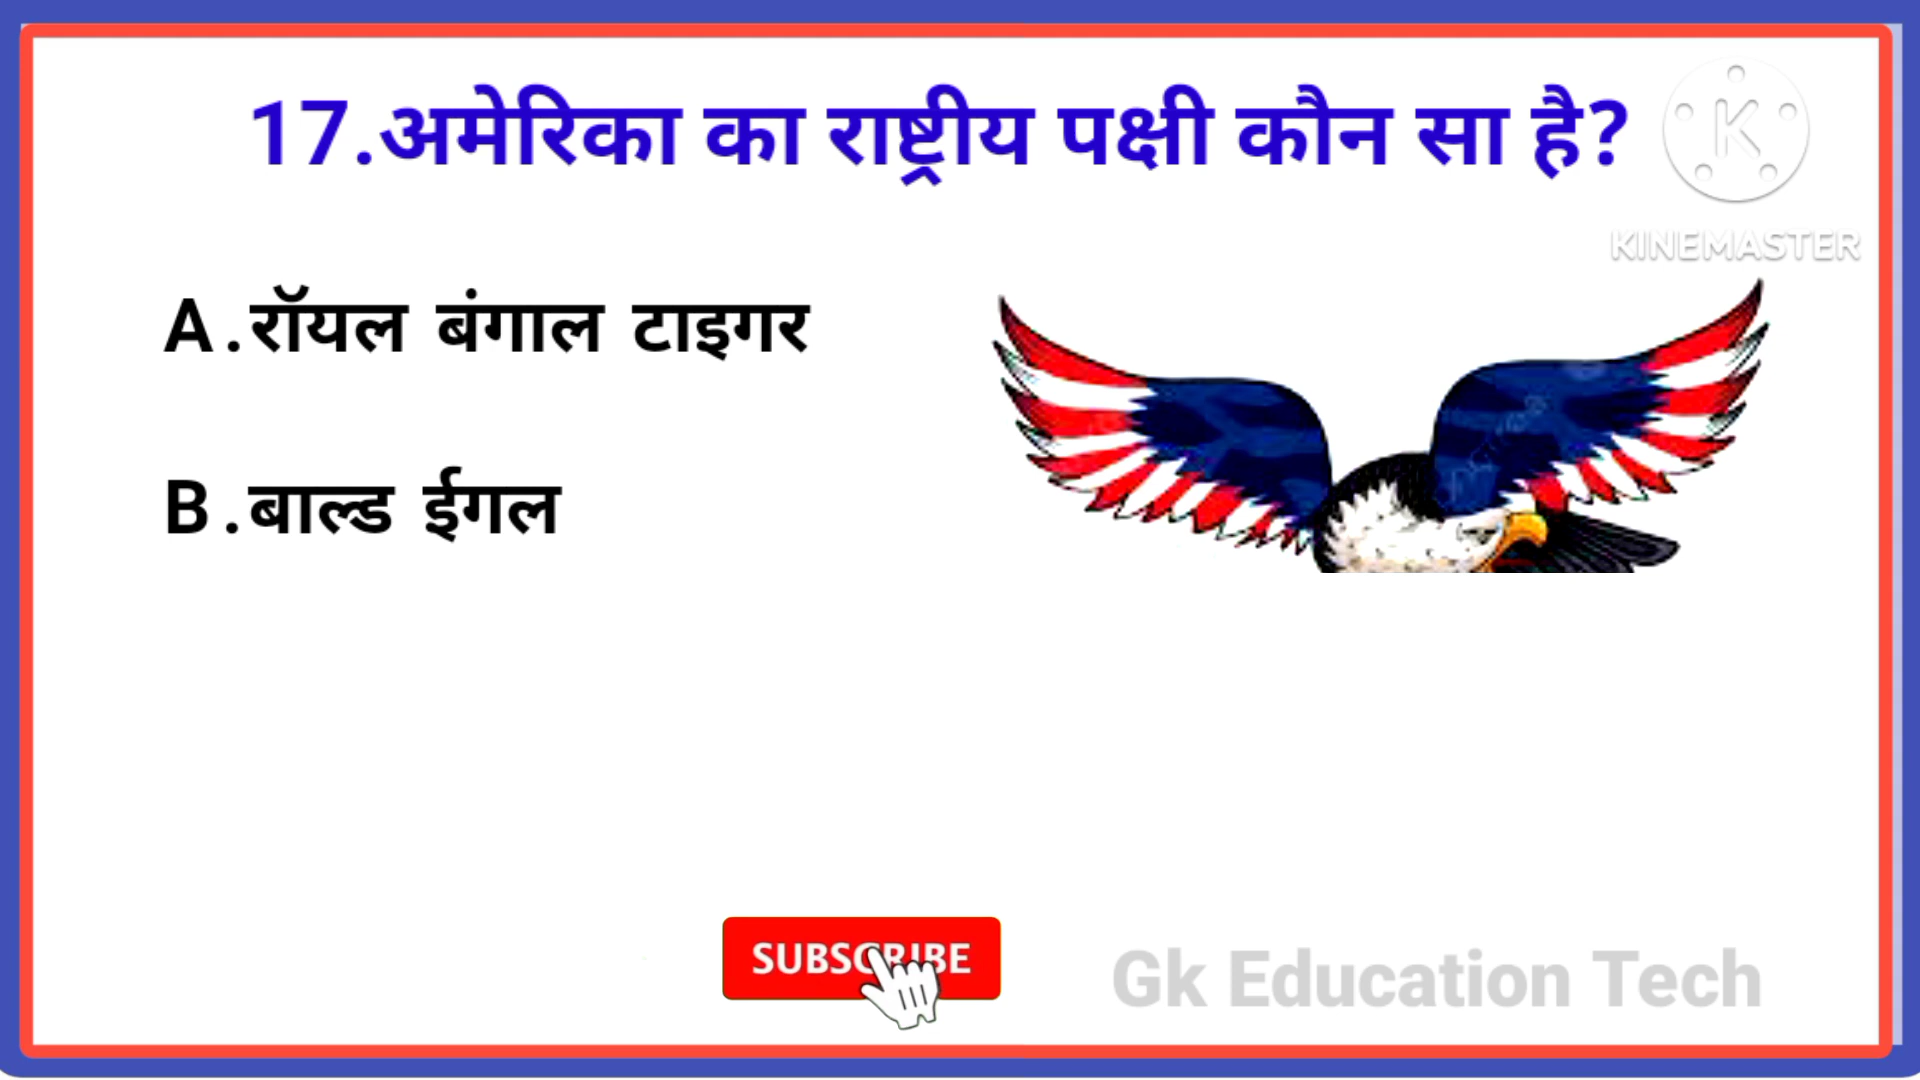 17.अमेरिका का राष्ट्रीय पक्षी कौन सा है?
K
KINEMASTER
A.रॉयल बंगाल टाइगर
B.बाल्ड ईगल
SUBSCRIBE
Gk Education Tech